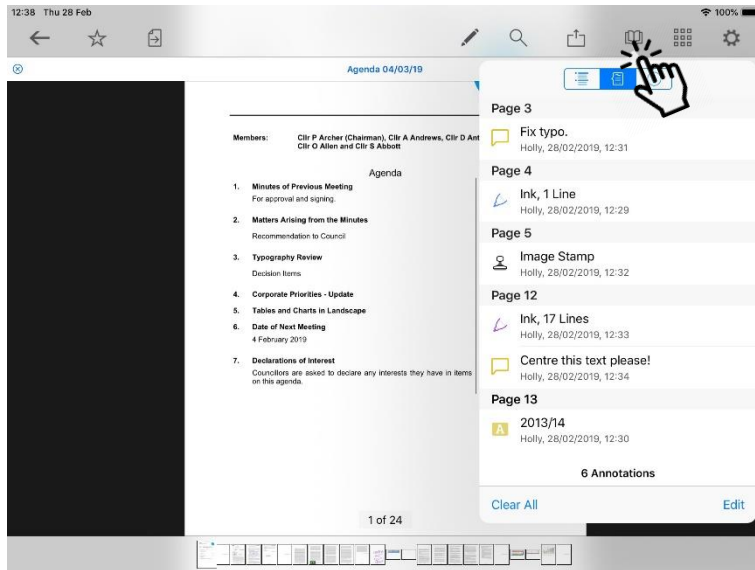 12:38 Thu 28 Feb
100%
Agenda 04/03/19
Members: Cllr P Archer (Chairman), Cllr A Andrews, Cllr D Ant
Cllr O Allen and Cllr S Abbott
Agenda
1. Minutes of Previous Meeting
For approval and signing.
2. Matters Arising from the Minutes
Recommendation to Council
3. Typography Review
Decision Items
4. Corporate Priorities - Update
5. Tables and Charts in Landscape
6. Date of Next Meeting
4 February 2019
7. Declarations of Interest
Councillors are asked to declare any interests they have in items
on this agenda.
1 of 24
Page 3
Fix typo.
Holly, 28/02/2019, 12:31
Page 4
Ink, 1 Line
Holly, 28/02/2019, 12:29
Page 5
Image Stamp
Holly, 28/02/2019, 12:32
Page 12
Ink, 17 Lines
Holly, 28/02/2019, 12:33
Centre this text please!
Holly, 28/02/2019, 12:34
Page 13
A
2013/14
Holly, 28/02/2019, 12:30
6 Annotations
Clear All
Edit